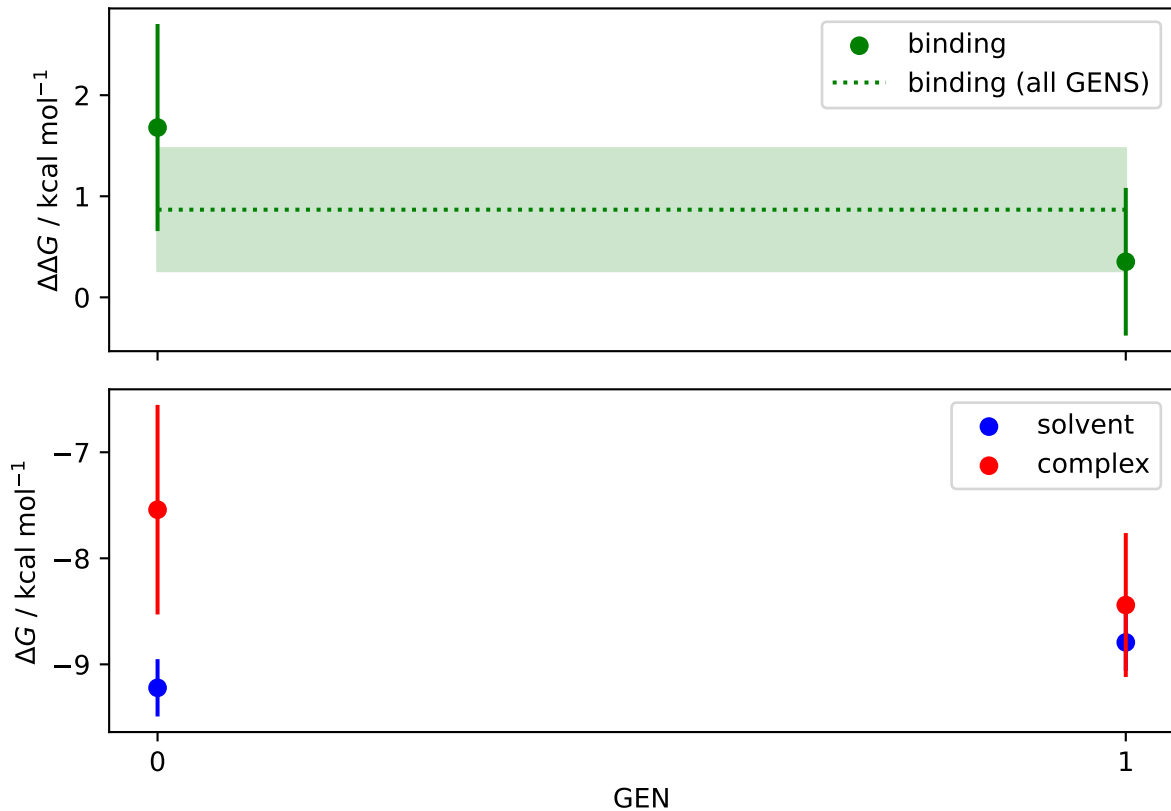 2
1
0
ΔΔG / kcal mol⁻¹
binding
binding (all GENS)
−7
−8
−9
ΔG / kcal mol⁻¹
solvent
complex
0
1
GEN